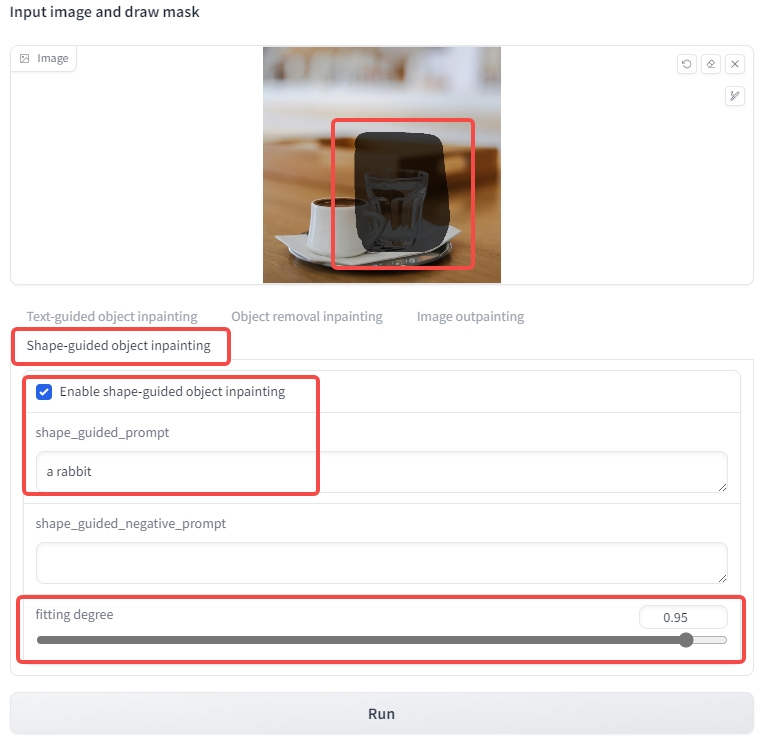 Input image and draw mask
Image
Text-guided object inpainting
Object removal inpainting
Image outpainting
Shape-guided object inpainting
Enable shape-guided object inpainting
shape_guided_prompt
a rabbit
shape_guided_negative_prompt
fitting degree
0.95
Run